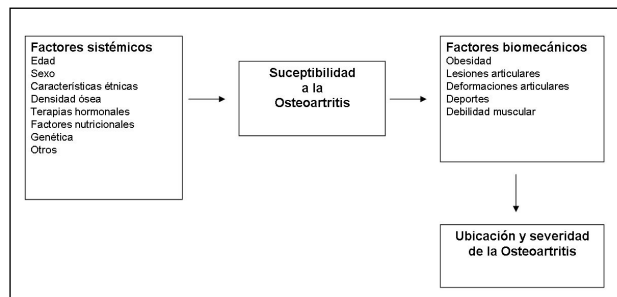 Factores sistémicos
Edad
Sexo
Características étnicas
Densidad ósea
Terapias hormonales
Factores nutricionales
Genética
Otros
Suceptibilidad
a la
Osteoartritis
Factores biomecánicos
Obesidad
Lesiones articulares
Deformaciones articulares
Deportes
Debilidad muscular
Ubicación y severidad
de la Osteoartritis